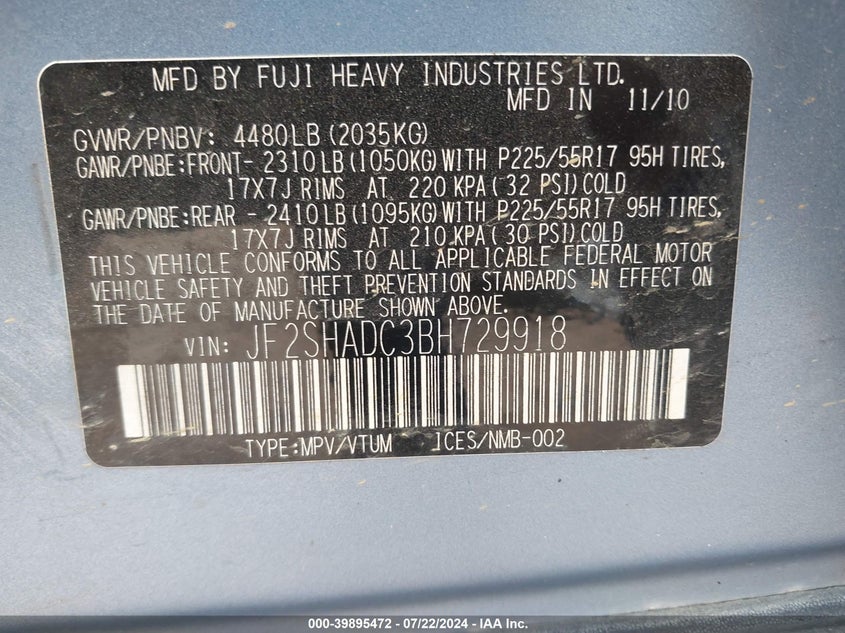 MFD BY FUJI HEAVY INDUSTRIES LTD.
MFD IN 11/10
GVWR/PNBV: 4480LB (2035KG)
GAWR/PNBE:FRONT- 2310LB (1050KG) WITH P225/55R17 95H TIRES,
17X7J RIMS AT 220 KPA (32 PSI) COLD
GAWR/PNBE:REAR - 2410LB (1095KG) WITH P225/55R17 95H TIRES,
17X7J RIMS AT 210 KPA (30 PSI) COLD
THIS VEHICLE CONFORMS TO ALL APPLICABLE FEDERAL MOTOR
VEHICLE SAFETY AND THEFT PREVENTION STANDARDS IN EFFECT ON
THE DATE OF MANUFACTURE SHOWN ABOVE.
VIN: JF2SHADC3BH729918
TYPE:MPV/VTUM ICES/NMB-002
000-39895472 - 07/22/2024 - IAA Inc.